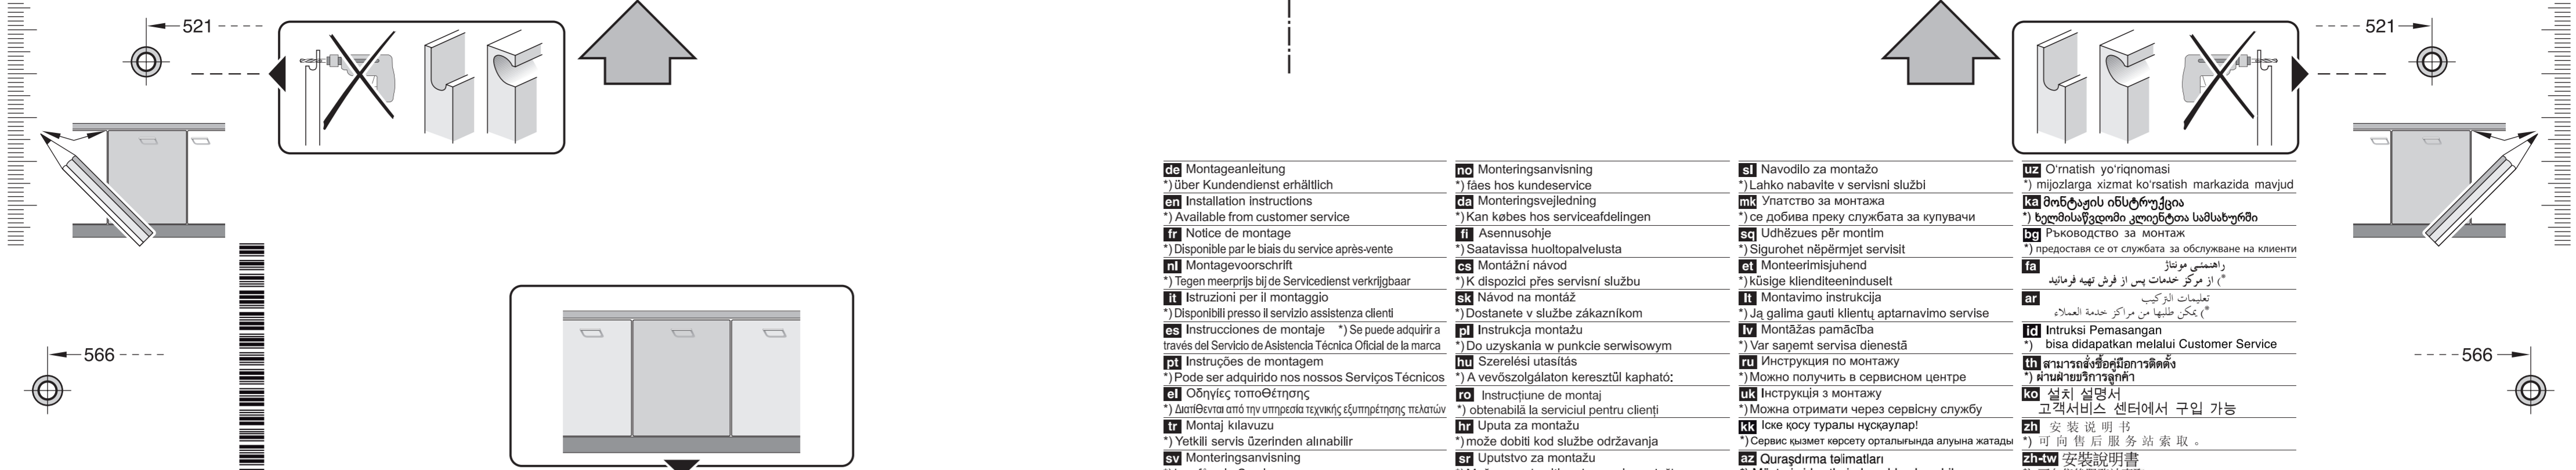 521
521
566
566
de Montageanleitung
*) über Kundendienst erhältlich
en Installation instructions
*) Available from customer service
fr Notice de montage
*) Disponible par le biais du service après-vente
nl Montagevoorschrift
*) Tegen meerprijs bij de Servicedienst verkrijgbaar
it Istruzioni per il montaggio
*) Disponibili presso il servizio assistenza clienti
es Instrucciones de montaje *) Se puede adquirir a
través del Servicio de Asistencia Técnica Oficial de la marca
pt Instruções de montagem
*) Pode ser adquirido nos nossos Serviços Técnicos
el Οδηγίες τοποθέτησης
*) Διατίθενται από την υπηρεσία τεχνικής εξυπηρέτησης πελατών
tr Montaj kılavuzu
*) Yetkili servis üzerinden alınabilir
sv Monteringsanvisning
no Monteringsanvisning
*) fåes hos kundeservice
da Monteringsvejledning
*) Kan købes hos serviceafdelingen
fi Asennusohje
*) Saatavissa huoltopalvelusta
cs Montážní návod
*) K dispozici přes servisní službu
sk Návod na montáž
*) Dostanete v službe zákazníkom
pl Instrukcja montażu
*) Do uzyskania w punkcie serwisowym
hu Szerelési utasítás
*) A vevőszolgálaton keresztül kapható:
ro Instrucţiune de montaj
*) obtenabilă la serviciul pentru clienţi
hr Uputa za montažu
*) može dobiti kod službe održavanja
sr Uputstvo za montažu
sl Navodilo za montažo
*) Lahko nabavite v servisni službi
mk Упатство за монтажа
*) се добива преку службата за купувачи
sq Udhëzues për montim
*) Sigurohet nëpërmjet servisit
et Monteerimisjuhend
*) küsige klienditeeninduselt
lt Montavimo instrukcija
*) Ją galima gauti klientų aptarnavimo servise
lv Montāžas pamācība
*) Var saņemt servisa dienestā
ru Инструкция по монтажу
*) Можно получить в сервисном центре
uk Інструкція з монтажу
*) Можна отримати через сервісну службу
kk Іске қосу туралы нұсқаулар!
*) Сервис қызмет көрсету орталығында алуына жатады
az Quraşdırma təlimatları
uz O‘rnatish yo‘riqnomasi
*) mijozlarga xizmat ko‘rsatish markazida mavjud
ka მონტაჟის ინსტრუქცია
*) ხელმისაწვდომი კლიენტთა სამსახურში
bg Ръководство за монтаж
*) предоставя се от службата за обслужване на клиенти
fa راهنمئی مونتاژ
*) از مرکز خدمات پس از فرش تهیه فرمائید
ar تعليمات التركيب
*) يمكن طلبها من مراكز خدمة العملاء
id Intruksi Pemasangan
*) bisa didapatkan melalui Customer Service
th สามารถสั่งซื้อคู่มือการติดตั้ง
*) ผ่านฝ่ายบริการลูกค้า
ko 설치 설명서
고객서비스 센터에서 구입 가능
zh 安装说明书
*) 可向售后服务站索取。
zh-tw 安裝說明書